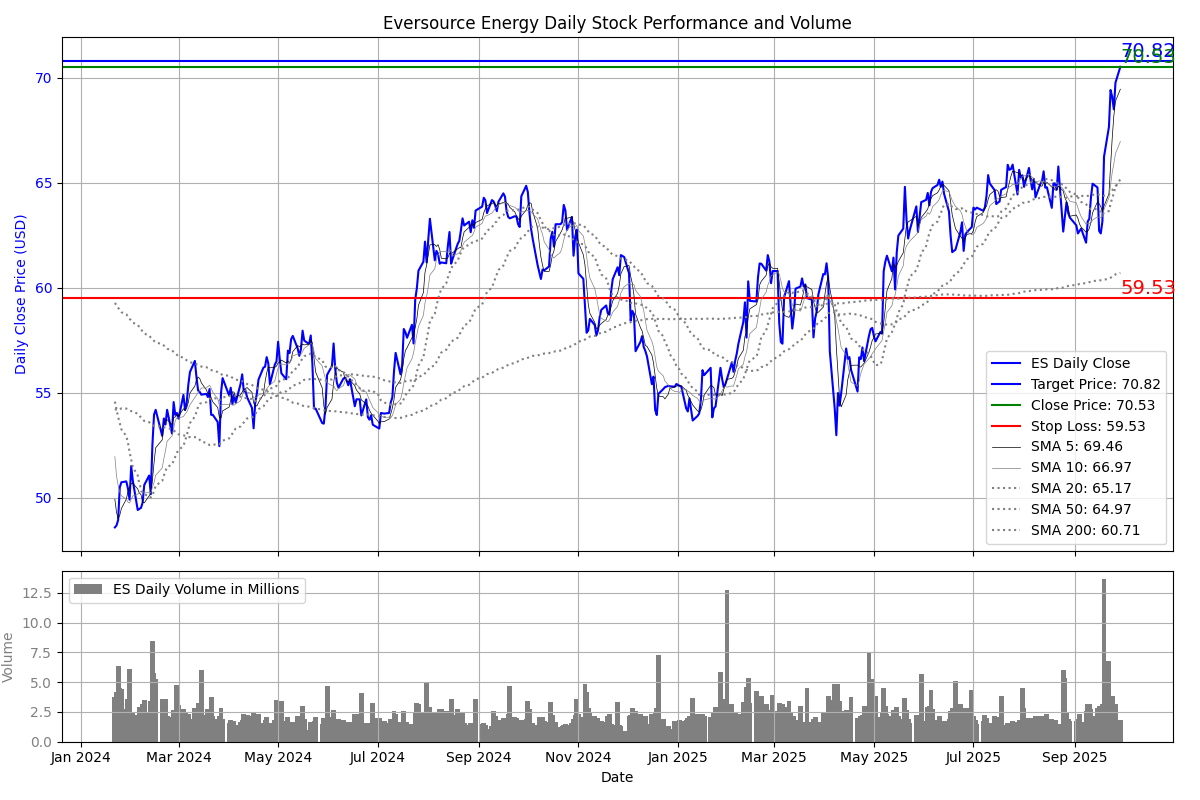 Eversource Energy Daily Stock Performance and Volume
Daily Close Price (USD)
70
65
60
55
50
70.82
70.53
59.53
ES Daily Close
Target Price: 70.82
Close Price: 70.53
Stop Loss: 59.53
SMA 5: 69.46
SMA 10: 66.97
SMA 20: 65.17
SMA 50: 64.97
SMA 200: 60.71
Volume
12.5
10.0
7.5
5.0
2.5
0.0
ES Daily Volume in Millions
Jan 2024 Mar 2024 May 2024 Jul 2024 Sep 2024 Nov 2024 Jan 2025 Mar 2025 May 2025 Jul 2025 Sep 2025
Date